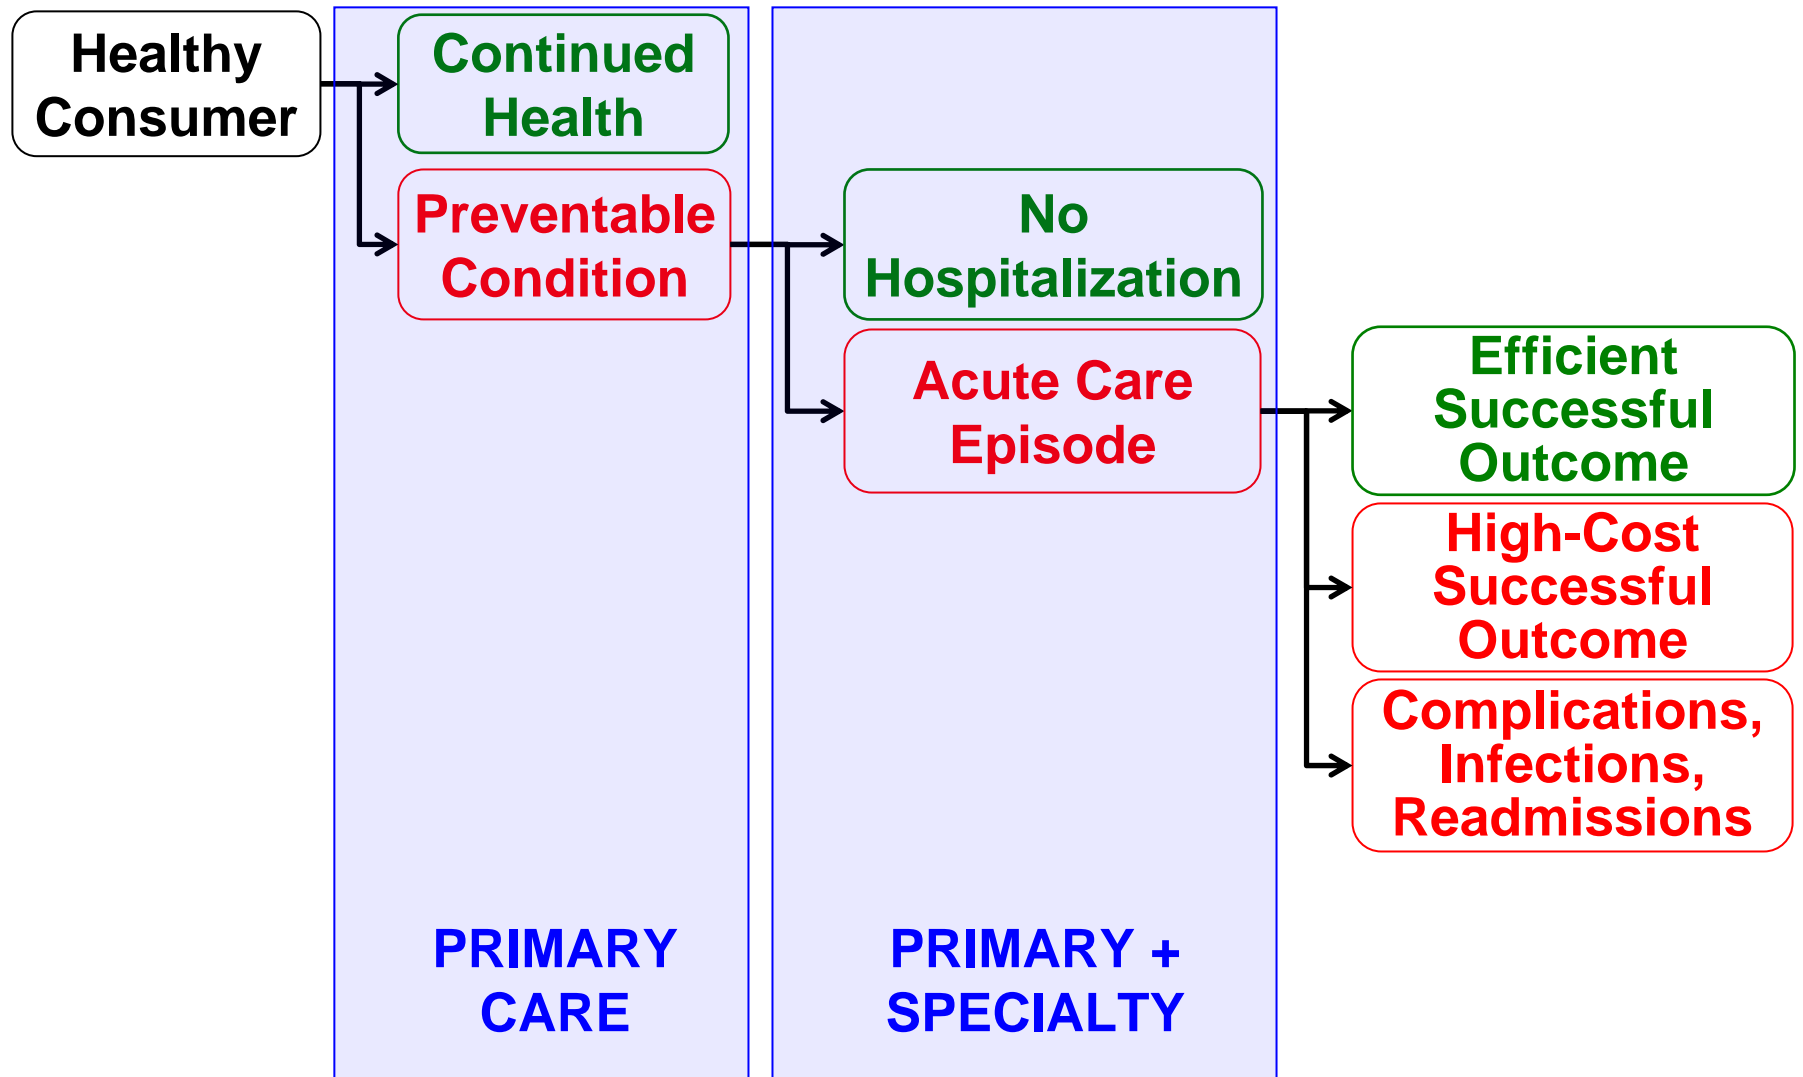 Healthy
Consumer
Continued
Health
Preventable
Condition
No
Hospitalization
Acute Care
Episode
Efficient
Successful
Outcome
High-Cost
Successful
Outcome
Complications,
Infections,
Readmissions
PRIMARY
CARE
PRIMARY +
SPECIALTY